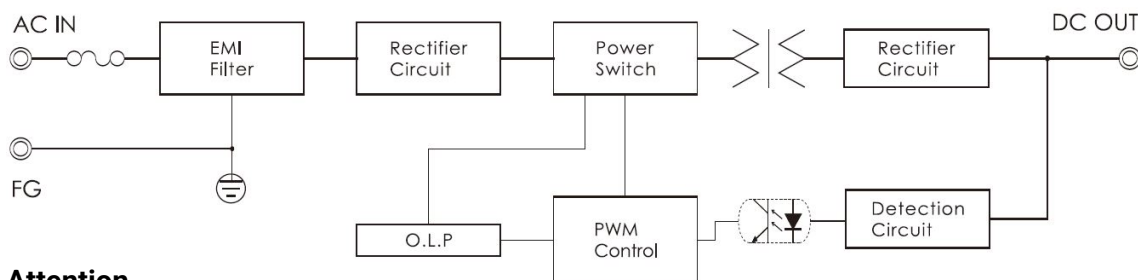 AC IN
DC OUT
EMI
Filter
Rectifier
Circuit
Power
Switch
Rectifier
Circuit
FG
O.L.P
PWM
Control
Detection
Circuit
Attention